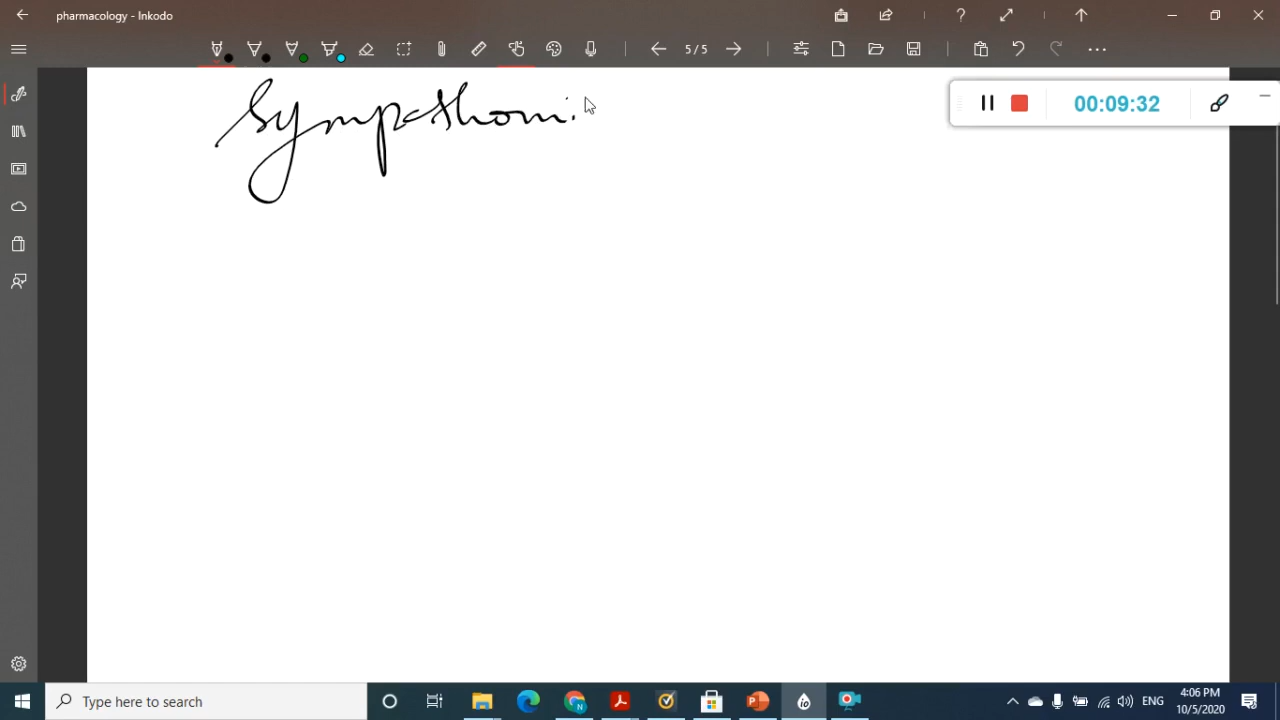 pharmacology - Inkodo
5/5
Sympathomi
00:09:32
Type here to search
ENG
4:06 PM
10/5/2020